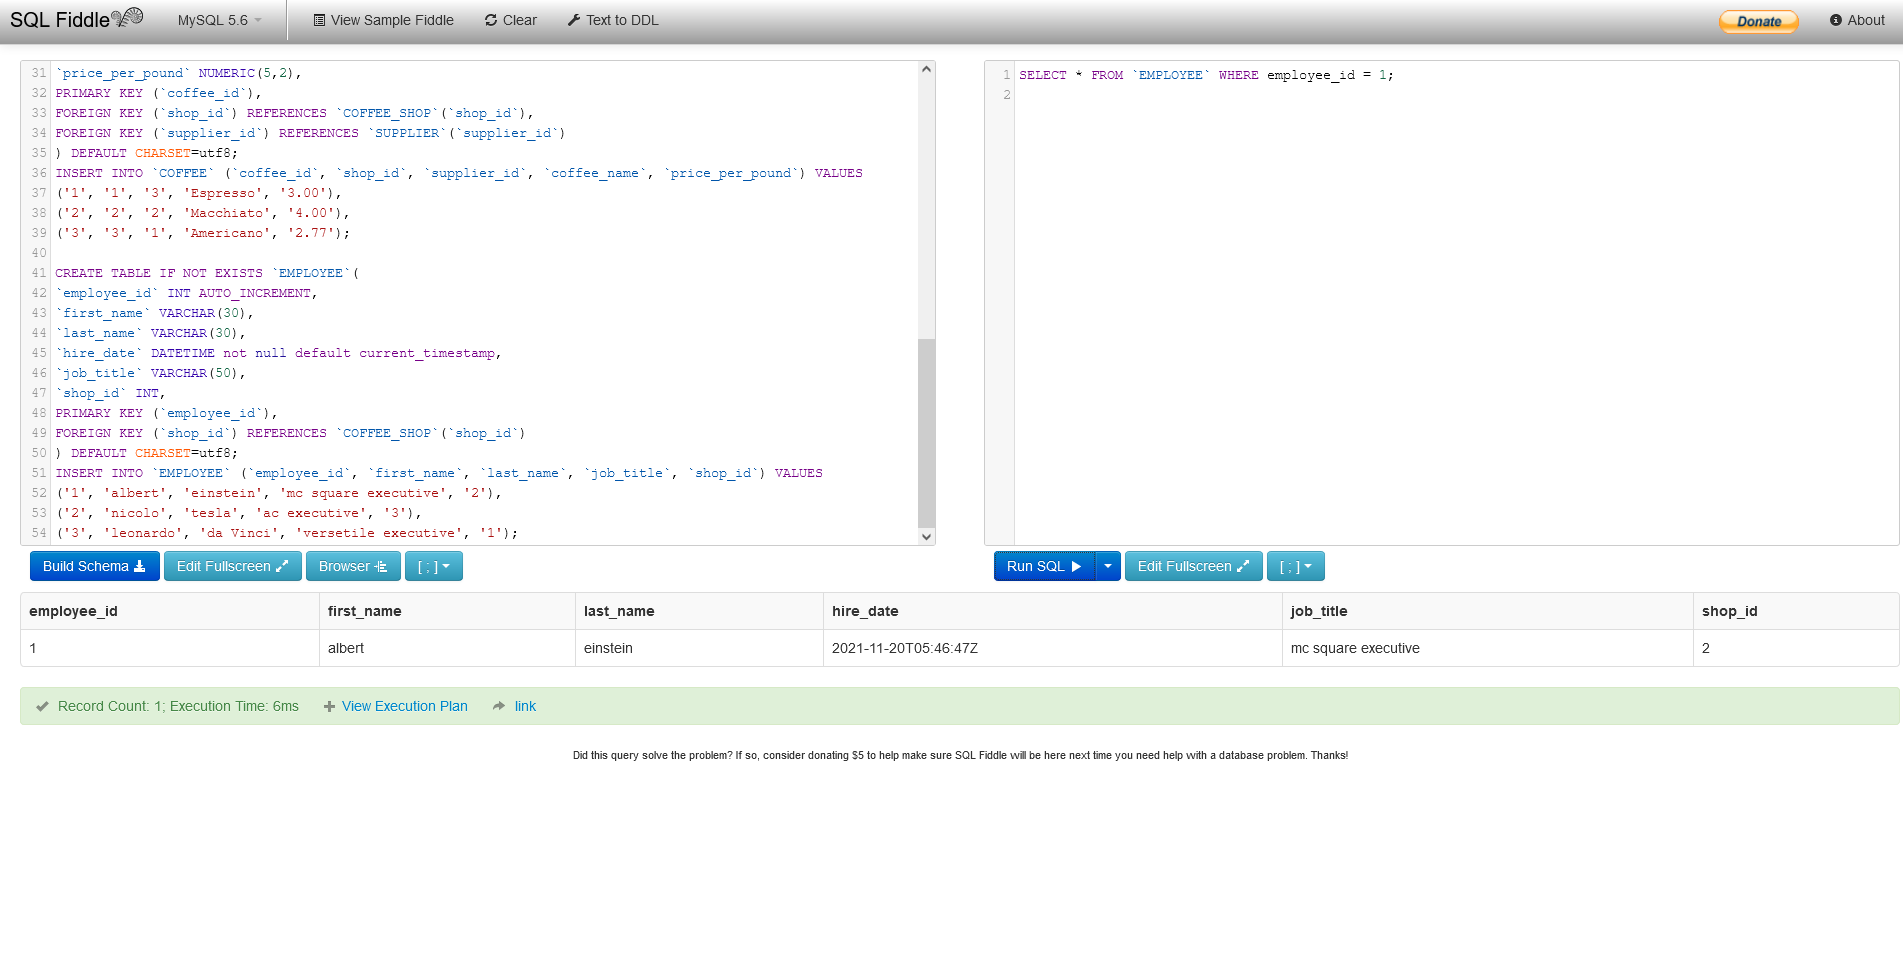 SQL Fiddle MySQL 5.6 View Sample Fiddle Clear Text to DDL Donate About
31 `price_per_pound` NUMERIC(5,2),
32 PRIMARY KEY (`coffee_id`),
33 FOREIGN KEY (`shop_id`) REFERENCES `COFFEE_SHOP`(`shop_id`),
34 FOREIGN KEY (`supplier_id`) REFERENCES `SUPPLIER`(`supplier_id`)
35 ) DEFAULT CHARSET=utf8;
36 INSERT INTO `COFFEE` (`coffee_id`, `shop_id`, `supplier_id`, `coffee_name`, `price_per_pound`) VALUES
37 ('1', '1', '3', 'Espresso', '3.00'),
38 ('2', '2', '2', 'Macchiato', '4.00'),
39 ('3', '3', '1', 'Americano', '2.77');
40
41 CREATE TABLE IF NOT EXISTS `EMPLOYEE`(
42 `employee_id` INT AUTO_INCREMENT,
43 `first_name` VARCHAR(30),
44 `last_name` VARCHAR(30),
45 `hire_date` DATETIME not null default current_timestamp,
46 `job_title` VARCHAR(50),
47 `shop_id` INT,
48 PRIMARY KEY (`employee_id`),
49 FOREIGN KEY (`shop_id`) REFERENCES `COFFEE_SHOP`(`shop_id`)
50 ) DEFAULT CHARSET=utf8;
51 INSERT INTO `EMPLOYEE` (`employee_id`, `first_name`, `last_name`, `job_title`, `shop_id`) VALUES
52 ('1', 'albert', 'einstein', 'mc square executive', '2'),
53 ('2', 'nicolo', 'tesla', 'ac executive', '3'),
54 ('3', 'leonardo', 'da Vinci', 'versetile executive', '1');
Build Schema Edit Fullscreen Browser [ ; ]
1 SELECT * FROM `EMPLOYEE` WHERE employee_id = 1;
2
Run SQL Edit Fullscreen [ ; ]
employee_id first_name last_name hire_date job_title shop_id
1 albert einstein 2021-11-20T05:46:47Z mc square executive 2
Record Count: 1; Execution Time: 6ms View Execution Plan link
Did this query solve the problem? If so, consider donating $5 to help make sure SQL Fiddle will be here next time you need help with a database problem. Thanks!